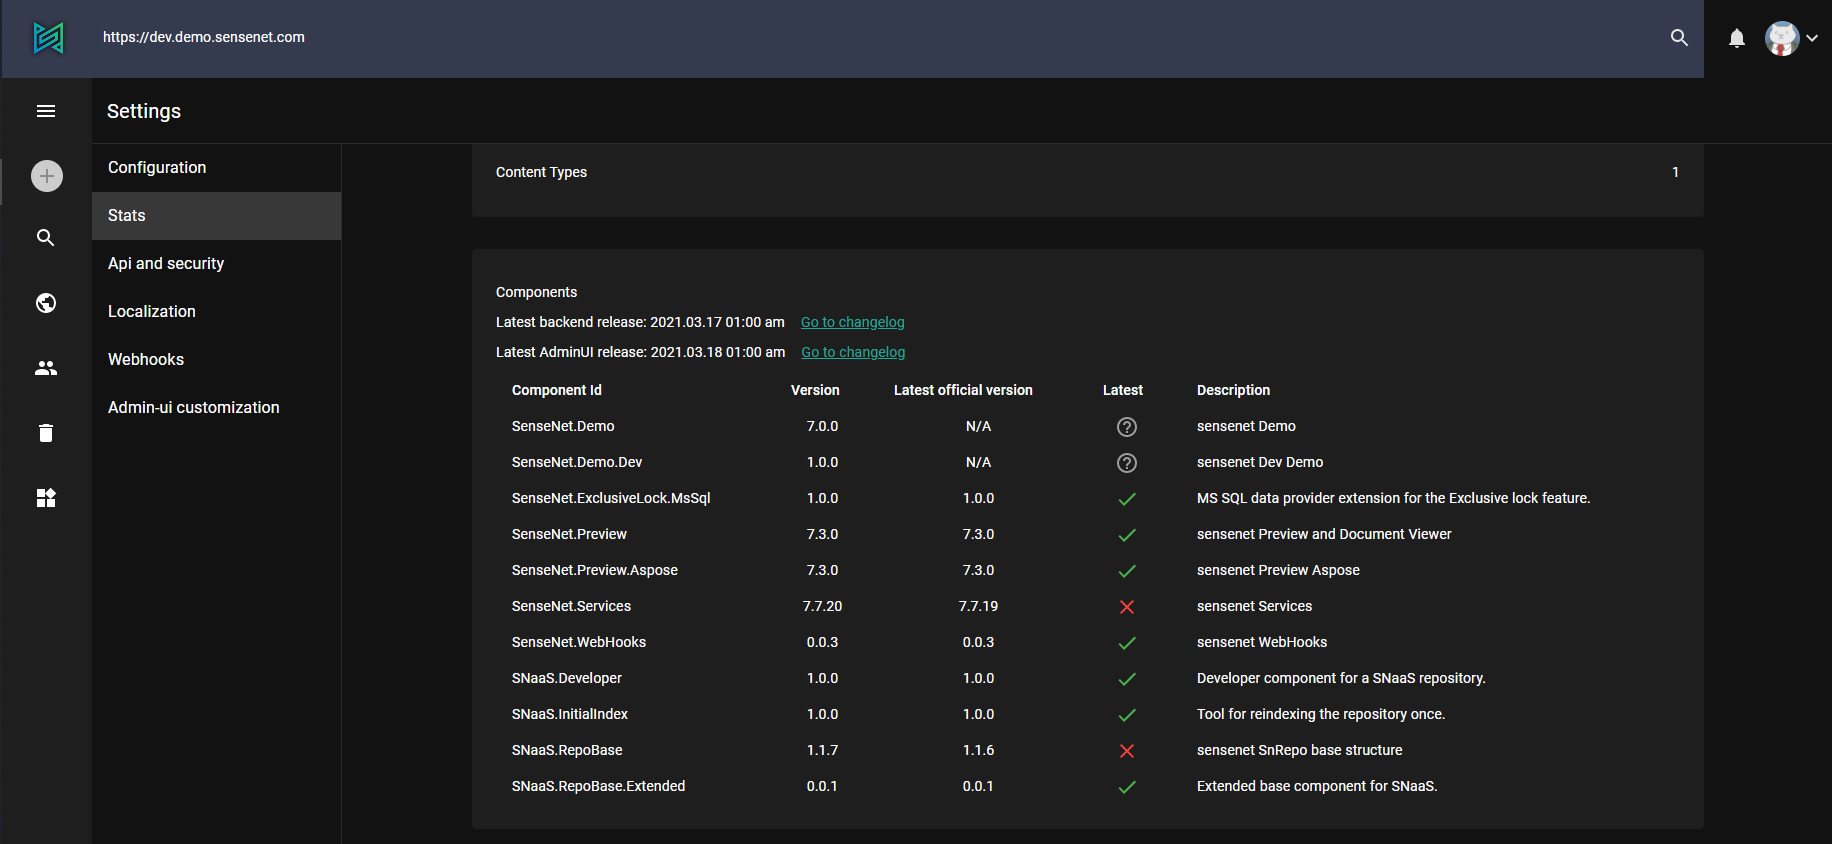 https://dev.demo.sensenet.com
Settings
Configuration
Stats
Api and security
Localization
Webhooks
Admin-ui customization
Content Types 1
Components
Latest backend release: 2021.03.17 01:00 am Go to changelog
Latest AdminUI release: 2021.03.18 01:00 am Go to changelog
Component Id Version Latest official version Latest Description
SenseNet.Demo 7.0.0 N/A sensenet Demo
SenseNet.Demo.Dev 1.0.0 N/A sensenet Dev Demo
SenseNet.ExclusiveLock.MsSql 1.0.0 1.0.0 MS SQL data provider extension for the Exclusive lock feature.
SenseNet.Preview 7.3.0 7.3.0 sensenet Preview and Document Viewer
SenseNet.Preview.Aspose 7.3.0 7.3.0 sensenet Preview Aspose
SenseNet.Services 7.7.20 7.7.19 sensenet Services
SenseNet.WebHooks 0.0.3 0.0.3 sensenet WebHooks
SNaaS.Developer 1.0.0 1.0.0 Developer component for a SNaaS repository.
SNaaS.InitialIndex 1.0.0 1.0.0 Tool for reindexing the repository once.
SNaaS.RepoBase 1.1.7 1.1.6 sensenet SnRepo base structure
SNaaS.RepoBase.Extended 0.0.1 0.0.1 Extended base component for SNaaS.